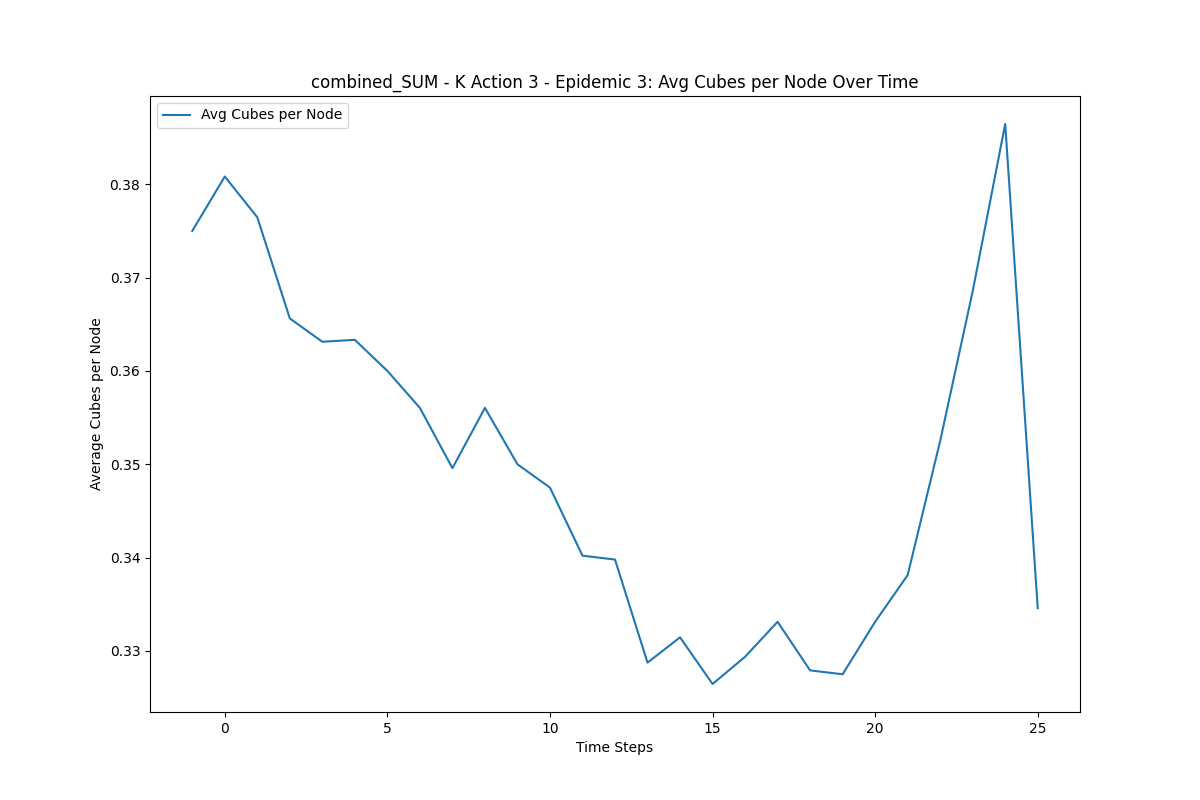 combined_SUM - K Action 3 - Epidemic 3: Avg Cubes per Node Over Time
Avg Cubes per Node
0.38
0.37
0.36
0.35
0.34
0.33
Average Cubes per Node
0 5 10 15 20 25
Time Steps